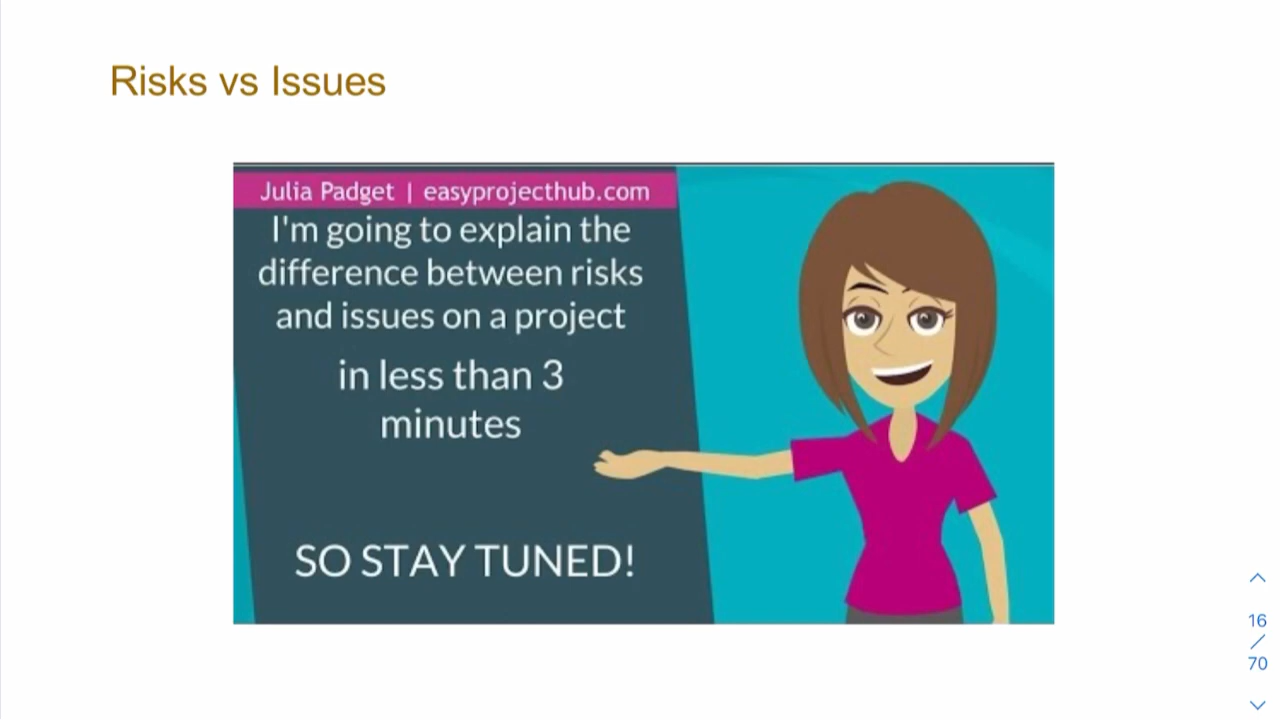 Risks vs Issues
Julia Padget | easyprojecthub.com
I'm going to explain the
difference between risks
and issues on a project
in less than 3
minutes
SO STAY TUNED!
16
/
70